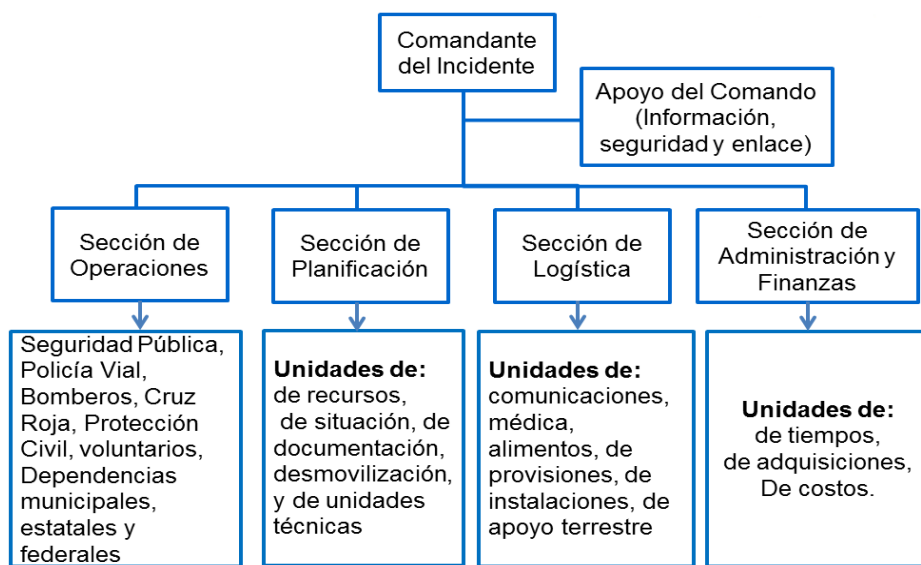 Comandante
del Incidente
Apoyo del Comando
(Información,
seguridad y enlace)
Sección de
Operaciones
Sección de
Planificación
Sección de
Logística
Sección de
Administración y
Finanzas
Seguridad Pública,
Policía Vial,
Bomberos, Cruz
Roja, Protección
Civil, voluntarios,
Dependencias
municipales,
estatales y
federales
Unidades de:
de recursos,
de situación, de
documentación,
desmovilización,
y de unidades
técnicas
Unidades de:
comunicaciones,
médica,
alimentos, de
provisiones, de
instalaciones, de
apoyo terrestre
Unidades de:
de tiempos,
de adquisiciones,
De costos.